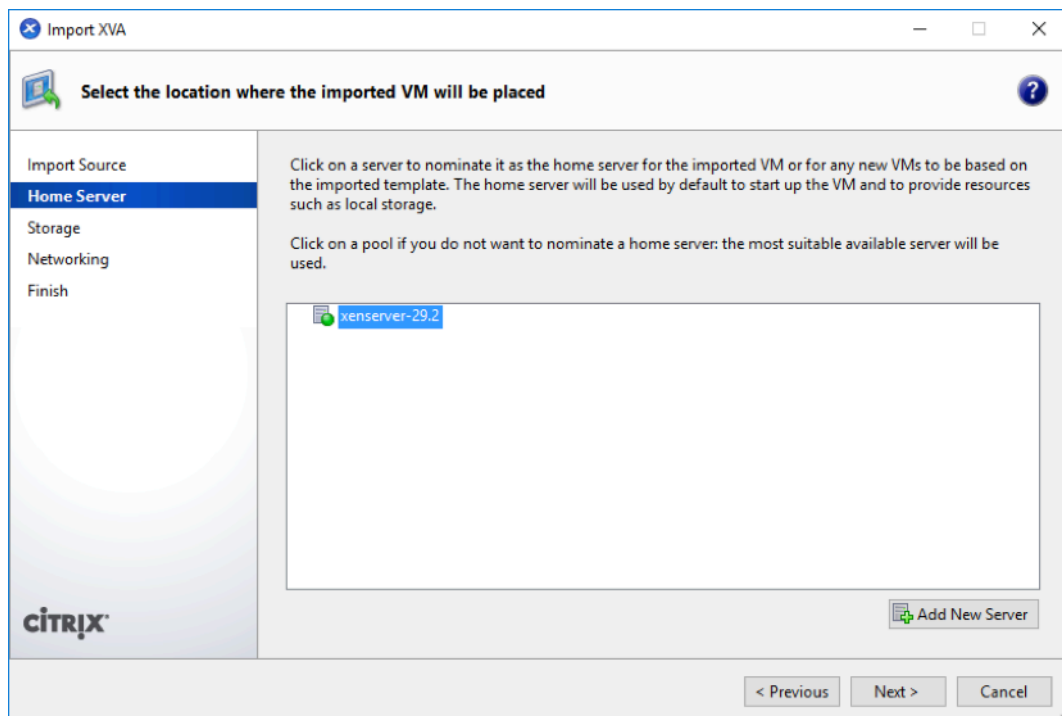 Import XVA
Select the location where the imported VM will be placed
?
Import Source
Home Server
Storage
Networking
Finish
Click on a server to nominate it as the home server for the imported VM or for any new VMs to be based on
the imported template. The home server will be used by default to start up the VM and to provide resources
such as local storage.
Click on a pool if you do not want to nominate a home server: the most suitable available server will be
used.
xenserver-29.2
Add New Server
CİTRIX
< Previous
Next >
Cancel